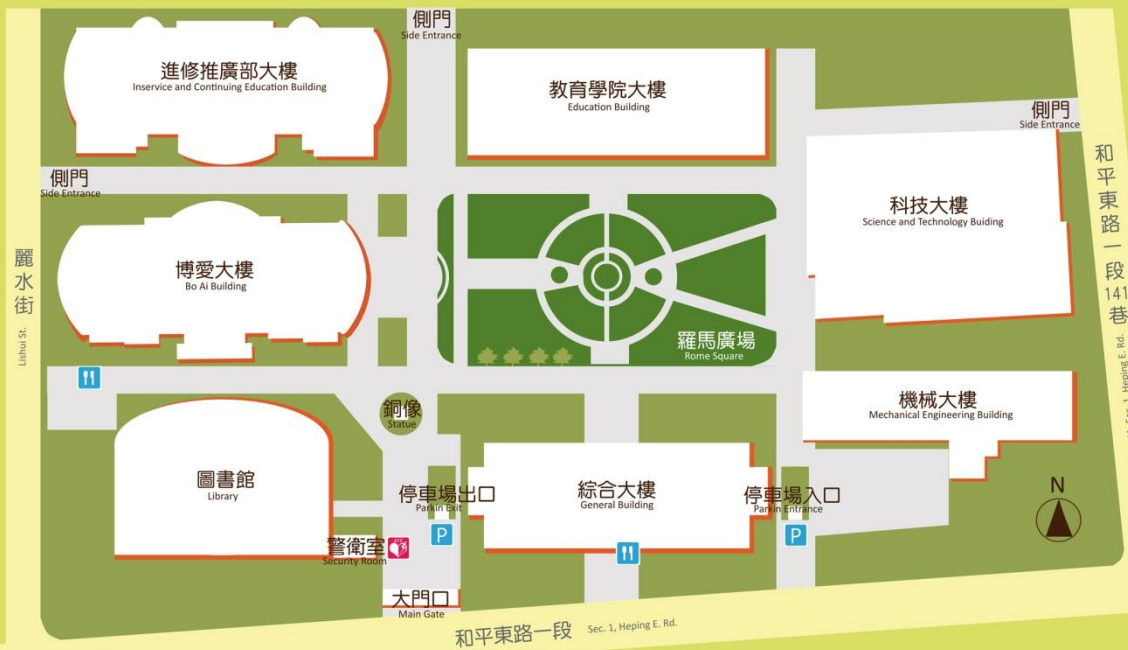 側門
Side Entrance
進修推廣部大樓
Inservice and Continuing Education Building
教育學院大樓
Education Building
側門
Side Entrance
側門
Side Entrance
和平東路一段141巷
Sec. 1, Heping E. Rd.
科技大樓
Science and Technology Buiding
麗水街
Lishui St.
博愛大樓
Bo Ai Building
羅馬廣場
Rome Square
機械大樓
Mechanical Engineering Building
銅像
Statue
圖書館
Library
停車場出口
Parkin Exit
P
綜合大樓
General Building
停車場入口
Parkin Entrance
P
N
警衛室
Security Room
大門口
Main Gate
和平東路一段 Sec. 1, Heping E. Rd.